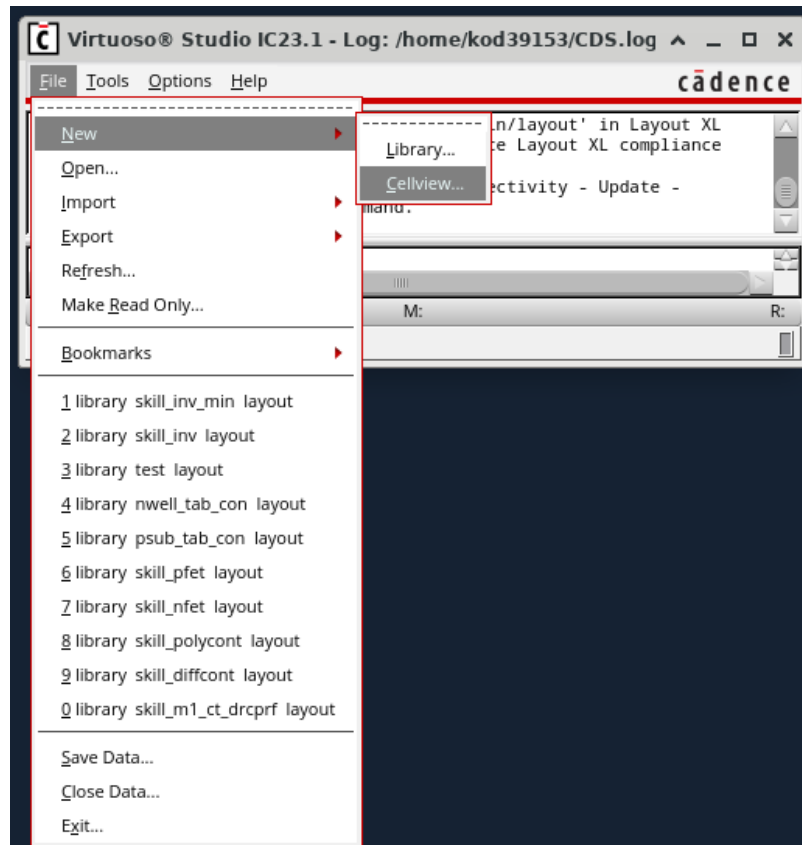 Virtuoso® Studio IC23.1 - Log: /home/kod39153/CDS.log
File Tools Options Help
cādence
New
Open...
Import
Export
Refresh...
Make Read Only...
Bookmarks
1 library skill_inv_min layout
2 library skill_inv layout
3 library test layout
4 library nwell_tab_con layout
5 library psub_tab_con layout
6 library skill_pfet layout
7 library skill_nfet layout
8 library skill_polycont layout
9 library skill_diffcont layout
0 library skill_m1_ct_drcprf layout
Save Data...
Close Data...
Exit...
Library...
Cellview...
in/layout' in Layout XL
Layout XL compliance
- Update -
M:
R: